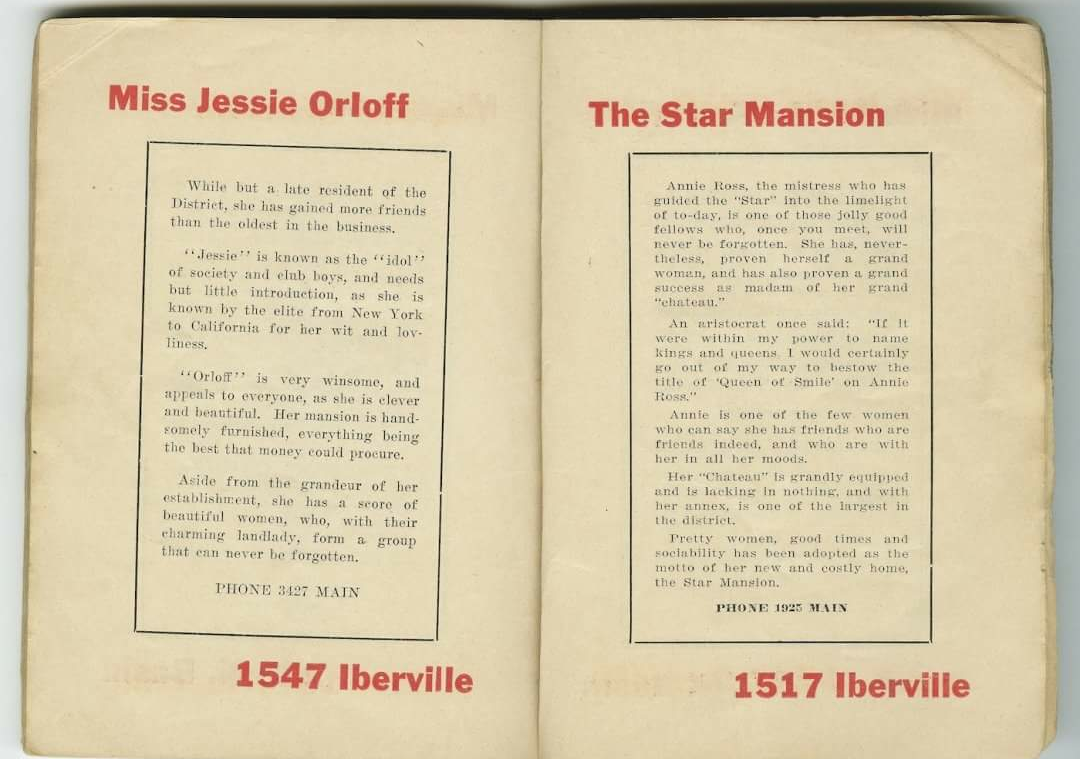 Miss Jessie Orloff
While but a late resident of the
District, she has gained more friends
than the oldest in the business.
"Jessie" is known as the "idol"
of society and club boys, and needs
but little introduction, as she is
known by the elite from New York
to California for her wit and lov-
liness.
"Orloff" is very winsome, and
appeals to everyone, as she is clever
and beautiful. Her mansion is hand-
somely furnished, everything being
the best that money could procure.
Aside from the grandeur of her
establishment, she has a score of
beautiful women, who, with their
charming landlady, form a group
that can never be forgotten.
PHONE 3427 MAIN
1547 Iberville
The Star Mansion
Annie Ross, the mistress who has
guided the "Star" into the limelight
of to-day, is one of those jolly good
fellows who, once you meet, will
never be forgotten. She has, never-
theless, proven herself a grand
woman, and has also proven a grand
success as madam of her grand
"chateau."
An aristocrat once said: "If it
were within my power to name
kings and queens, I would certainly
go out of my way to bestow the
title of 'Queen of Smile' on Annie
Ross."
Annie is one of the few women
who can say she has friends who are
friends indeed, and who are with
her in all her moods.
Her "Chateau" is grandly equipped
and is lacking in nothing, and with
her annex, is one of the largest in
the district.
Pretty women, good times and
sociability has been adopted as the
motto of her new and costly home,
the Star Mansion.
PHONE 1925 MAIN
1517 Iberville